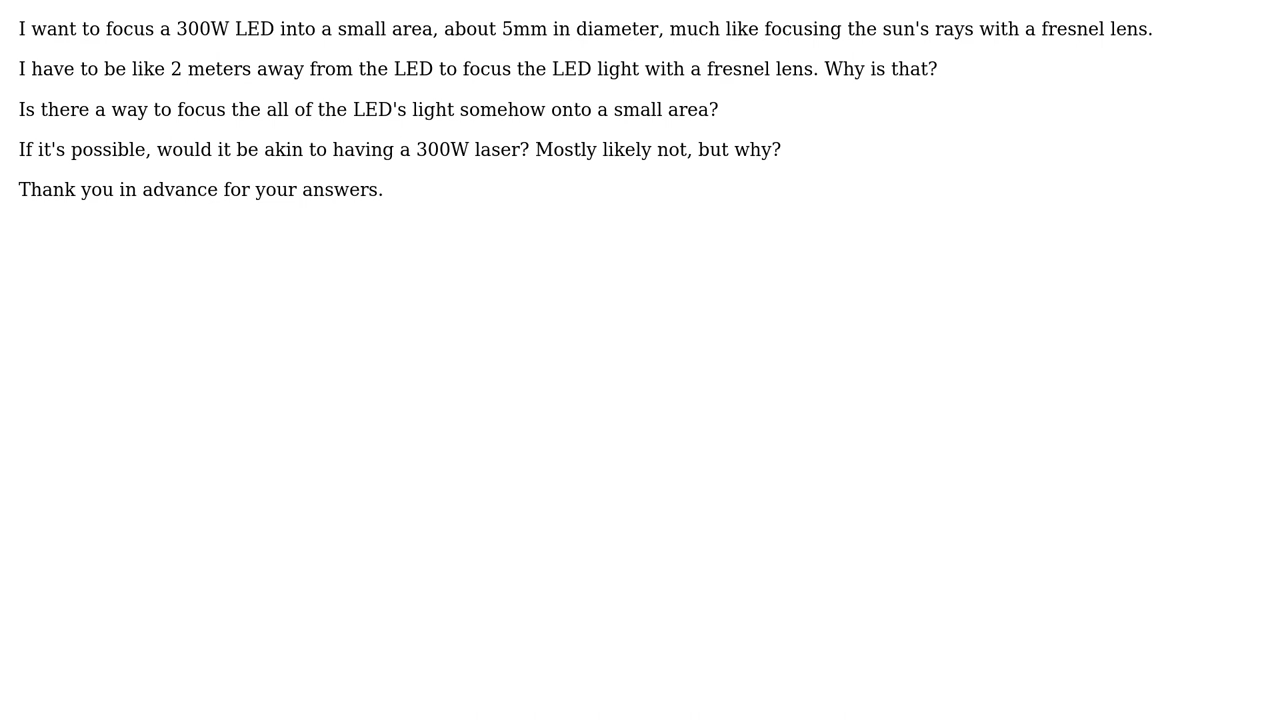 I want to focus a 300W LED into a small area, about 5mm in diameter, much like focusing the sun's rays with a fresnel lens.
I have to be like 2 meters away from the LED to focus the LED light with a fresnel lens. Why is that?
Is there a way to focus the all of the LED's light somehow onto a small area?
If it's possible, would it be akin to having a 300W laser? Mostly likely not, but why?
Thank you in advance for your answers.